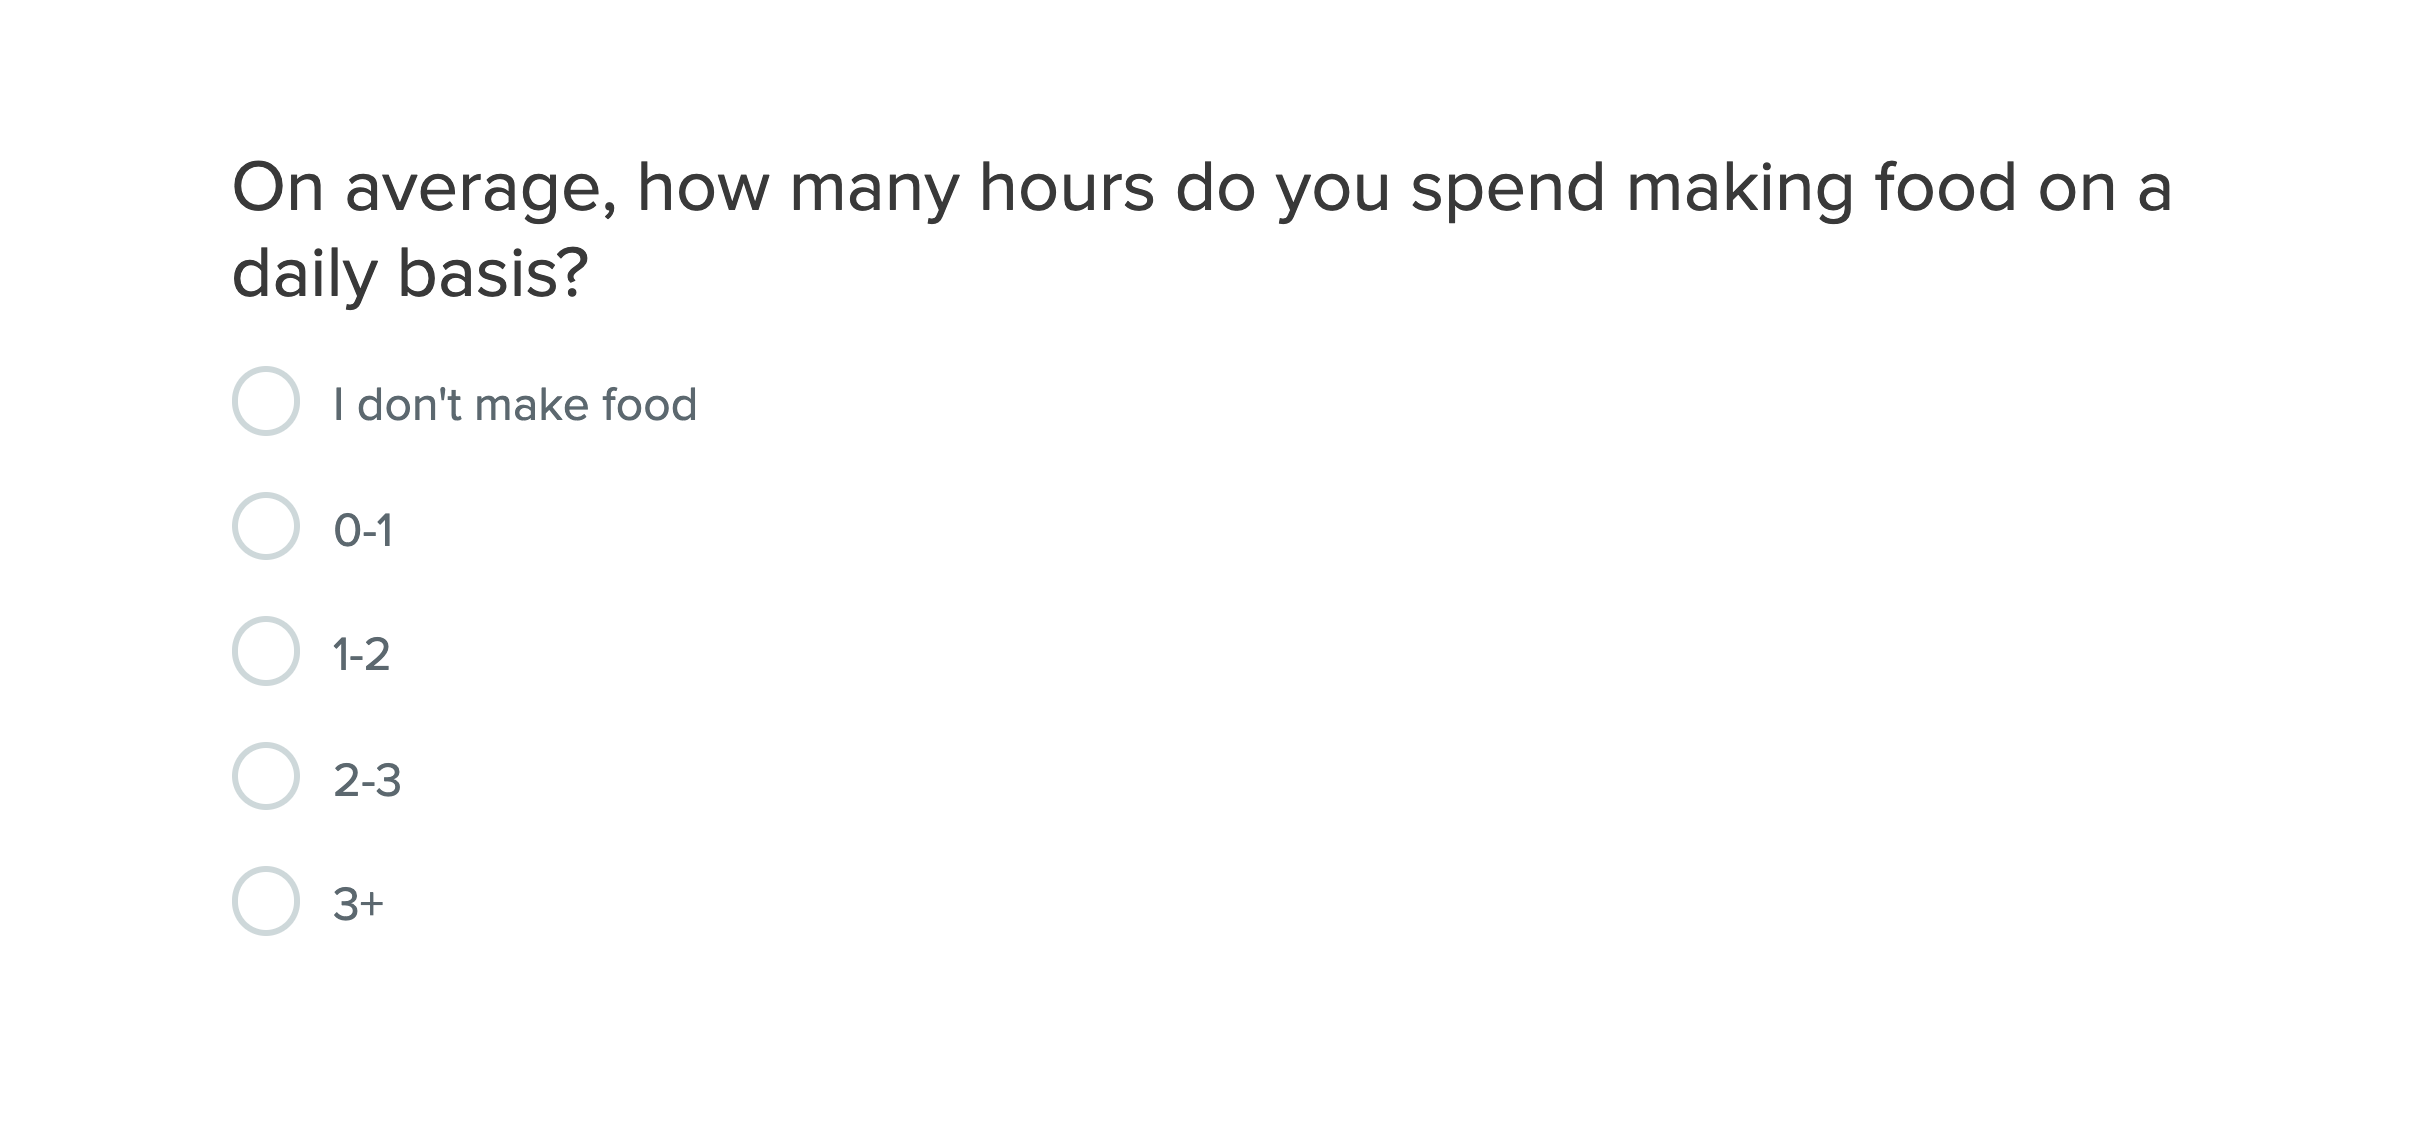 On average, how many hours do you spend making food on a
daily basis?
I don't make food
0-1
1-2
2-3
3+